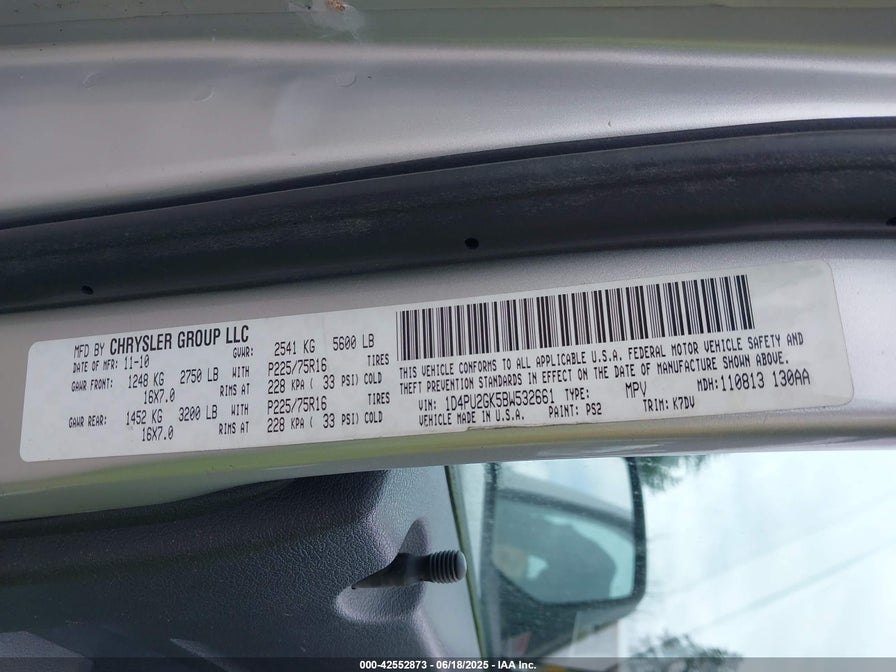 MFD BY CHRYSLER GROUP LLC
DATE OF MFR: 11-10 GVWR: 2541 KG 5600 LB
GAWR FRONT: 1248 KG 2750 LB WITH P225/75R16 TIRES
16X7.0 RIMS AT 228 KPA ( 33 PSI) COLD
GAWR REAR: 1452 KG 3200 LB WITH P225/75R16 TIRES
16X7.0 RIMS AT 228 KPA ( 33 PSI) COLD
THIS VEHICLE CONFORMS TO ALL APPLICABLE U.S.A. FEDERAL MOTOR VEHICLE SAFETY AND
THEFT PREVENTION STANDARDS IN EFFECT ON THE DATE OF MANUFACTURE SHOWN ABOVE.
VIN: 1D4PU2GK5BW532661 TYPE: MPV MDH: 110813 130AA
VEHICLE MADE IN U.S.A. PAINT: PS2 TRIM: K7DV
000-42552873 - 06/18/2025 - IAA Inc.